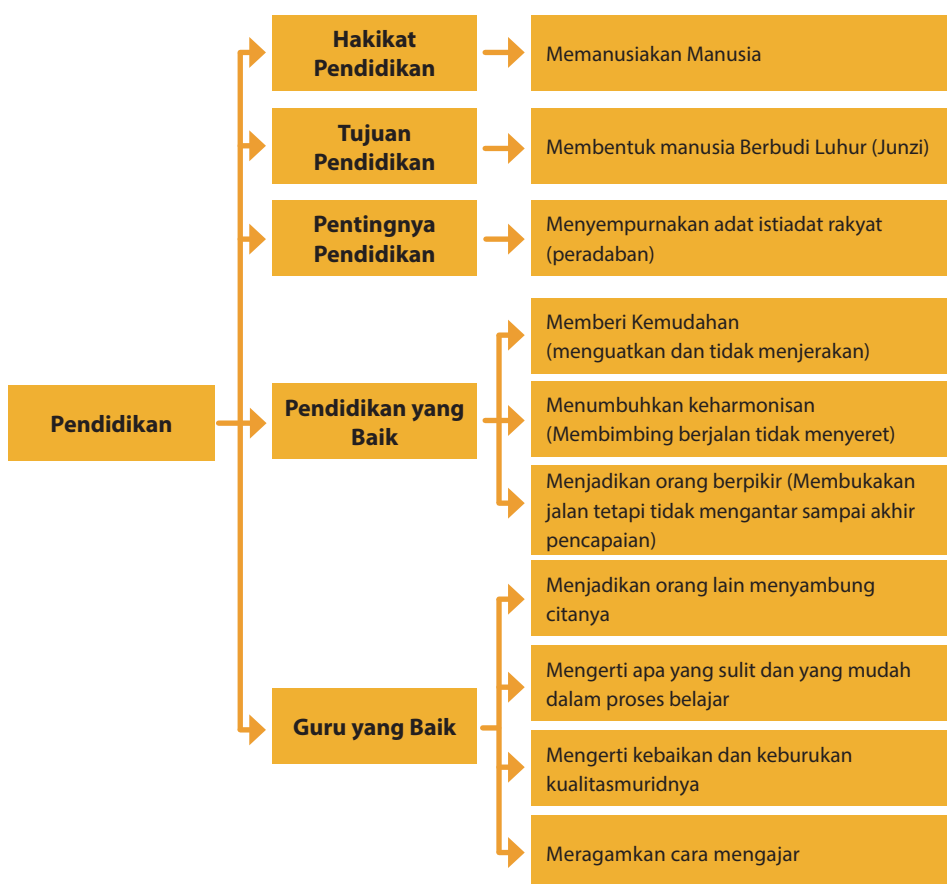 Pendidikan
Hakikat
Pendidikan
Memanusiakan Manusia
Tujuan
Pendidikan
Membentuk manusia Berbudi Luhur (Junzi)
Pentingnya
Pendidikan
Menyempurnakan adat istiadat rakyat
(peradaban)
Pendidikan yang
Baik
Memberi Kemudahan
(menguatkan dan tidak menjerakan)
Menumbuhkan keharmonisan
(Membimbing berjalan tidak menyeret)
Menjadikan orang berpikir (Membukakan
jalan tetapi tidak mengantar sampai akhir
pencapaian)
Guru yang Baik
Menjadikan orang lain menyambung
citanya
Mengerti apa yang sulit dan yang mudah
dalam proses belajar
Mengerti kebaikan dan keburukan
kualitasmuridnya
Meragamkan cara mengajar